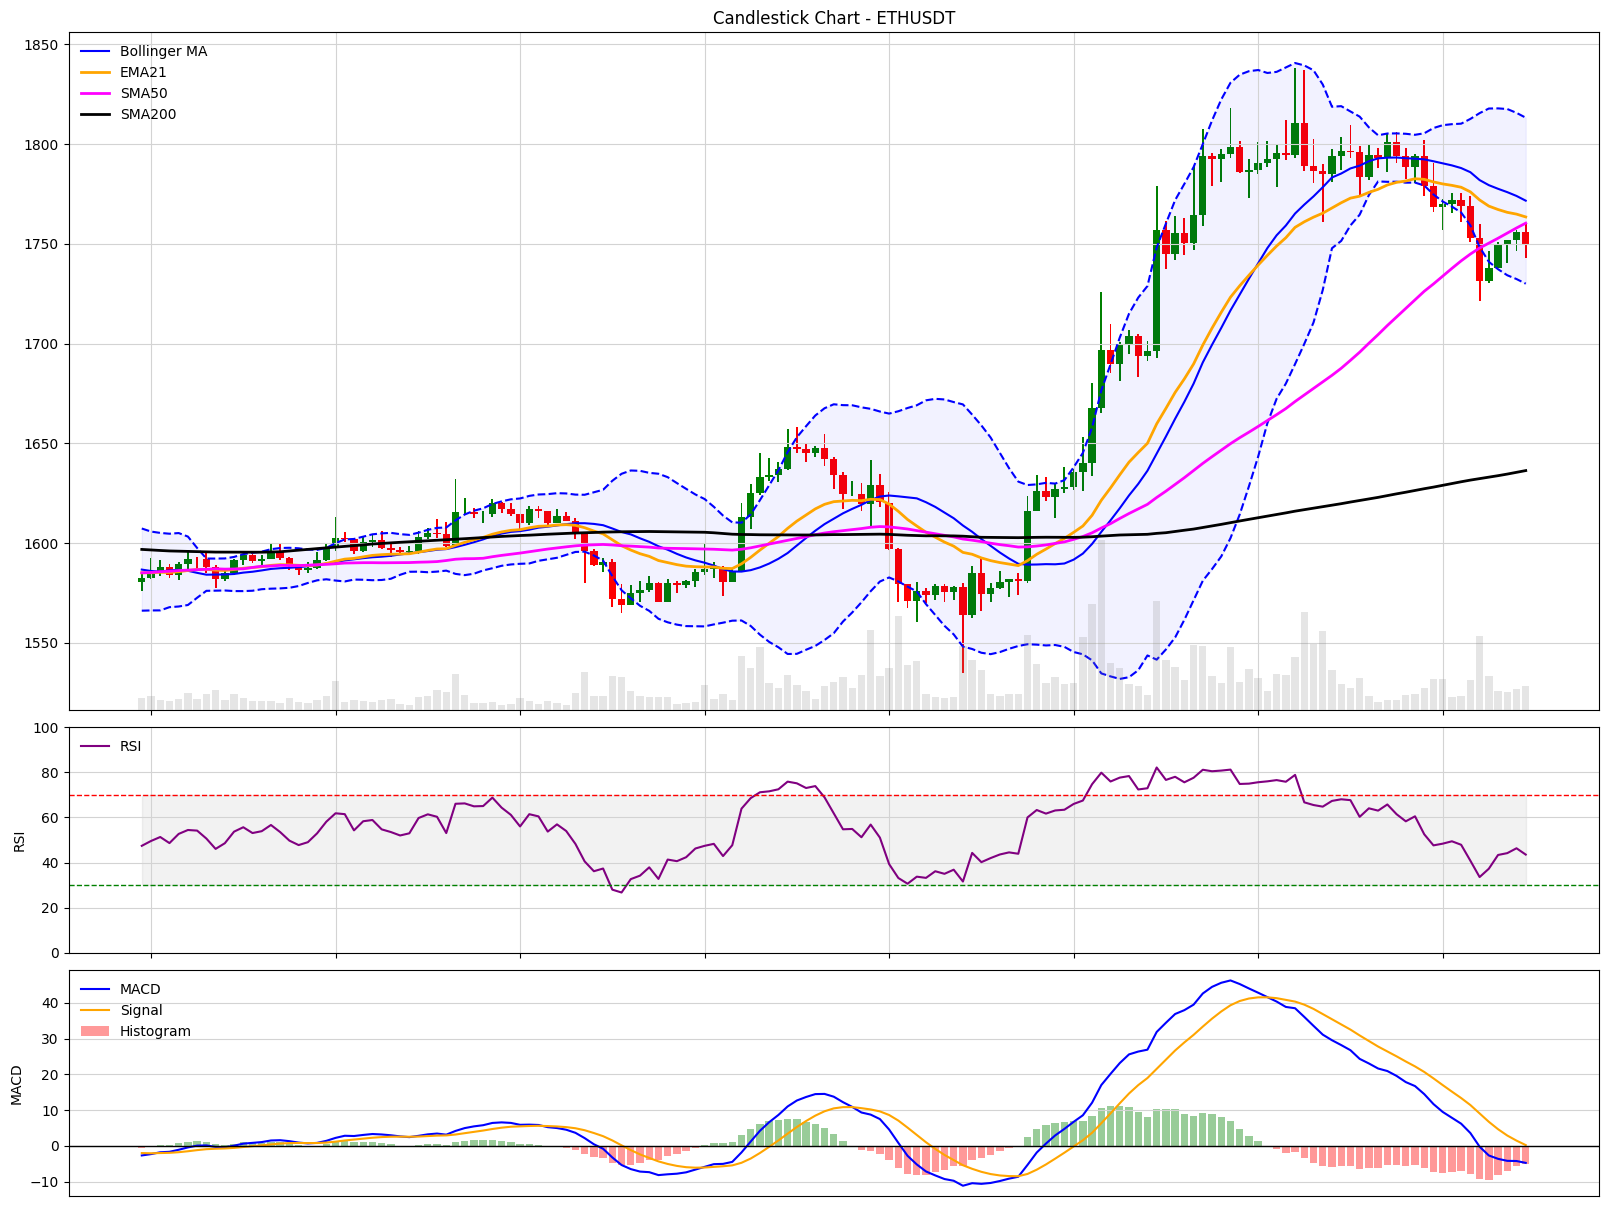 Candlestick Chart - ETHUSDT
1850
1800
1750
1700
1650
1600
1550
Bollinger MA
EMA21
SMA50
SMA200
100
80
60
40
20
0
RSI
RSI
40
30
20
10
0
−10
MACD
MACD
Signal
Histogram